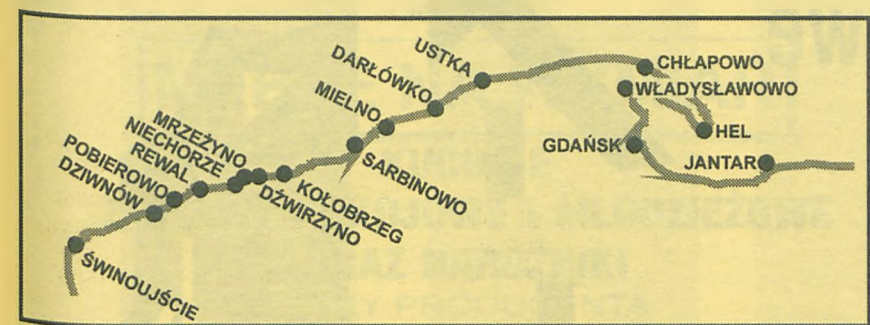 ŚWINOUJŚCIE
DZIWNÓW
POBIEROWO
REWAL
NIECHORZE
MRZEŻYNO
DŹWIRZYNO
KOŁOBRZEG
SARBINOWO
MIELNO
DARŁÓWKO
USTKA
CHŁAPOWO
WŁADYSŁAWOWO
HEL
GDAŃSK
JANTAR